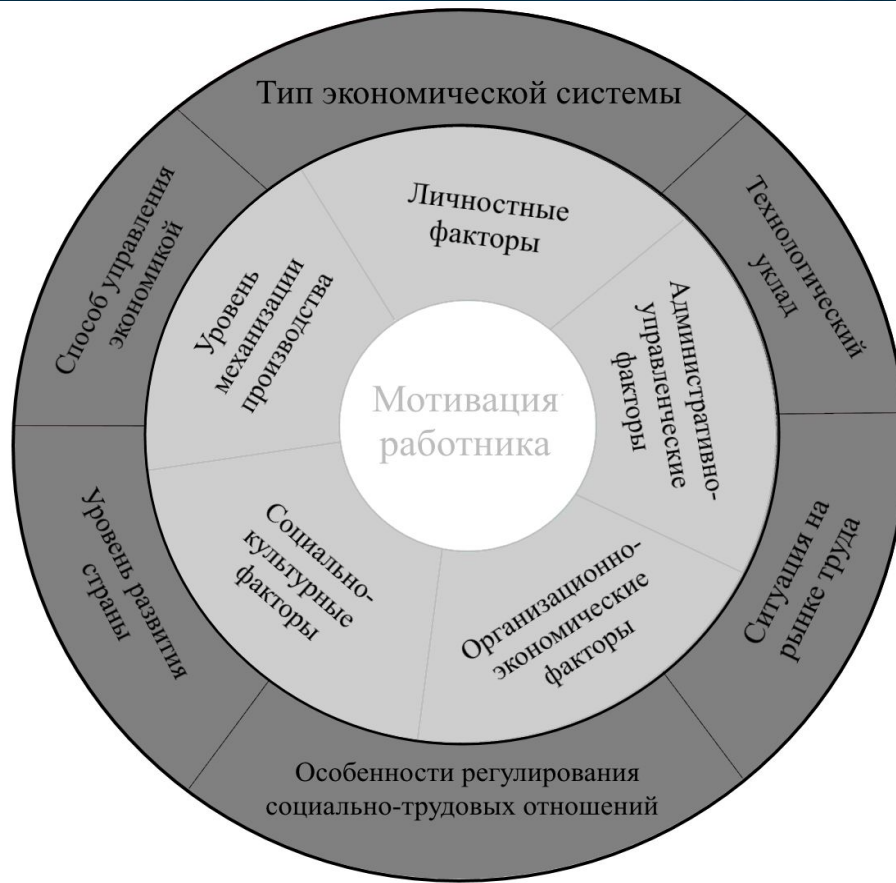 Тип экономической системы
Технологический
уклад
Ситуация на
рынке труда
Особенности регулирования
социально-трудовых отношений
Уровень развития
страны
Способ управления
экономикой
Личностные
факторы
Административно-
управленческие
факторы
Организационно-
экономические
факторы
Социально-
культурные
факторы
Уровень
механизации
производства
Мотивация
работника